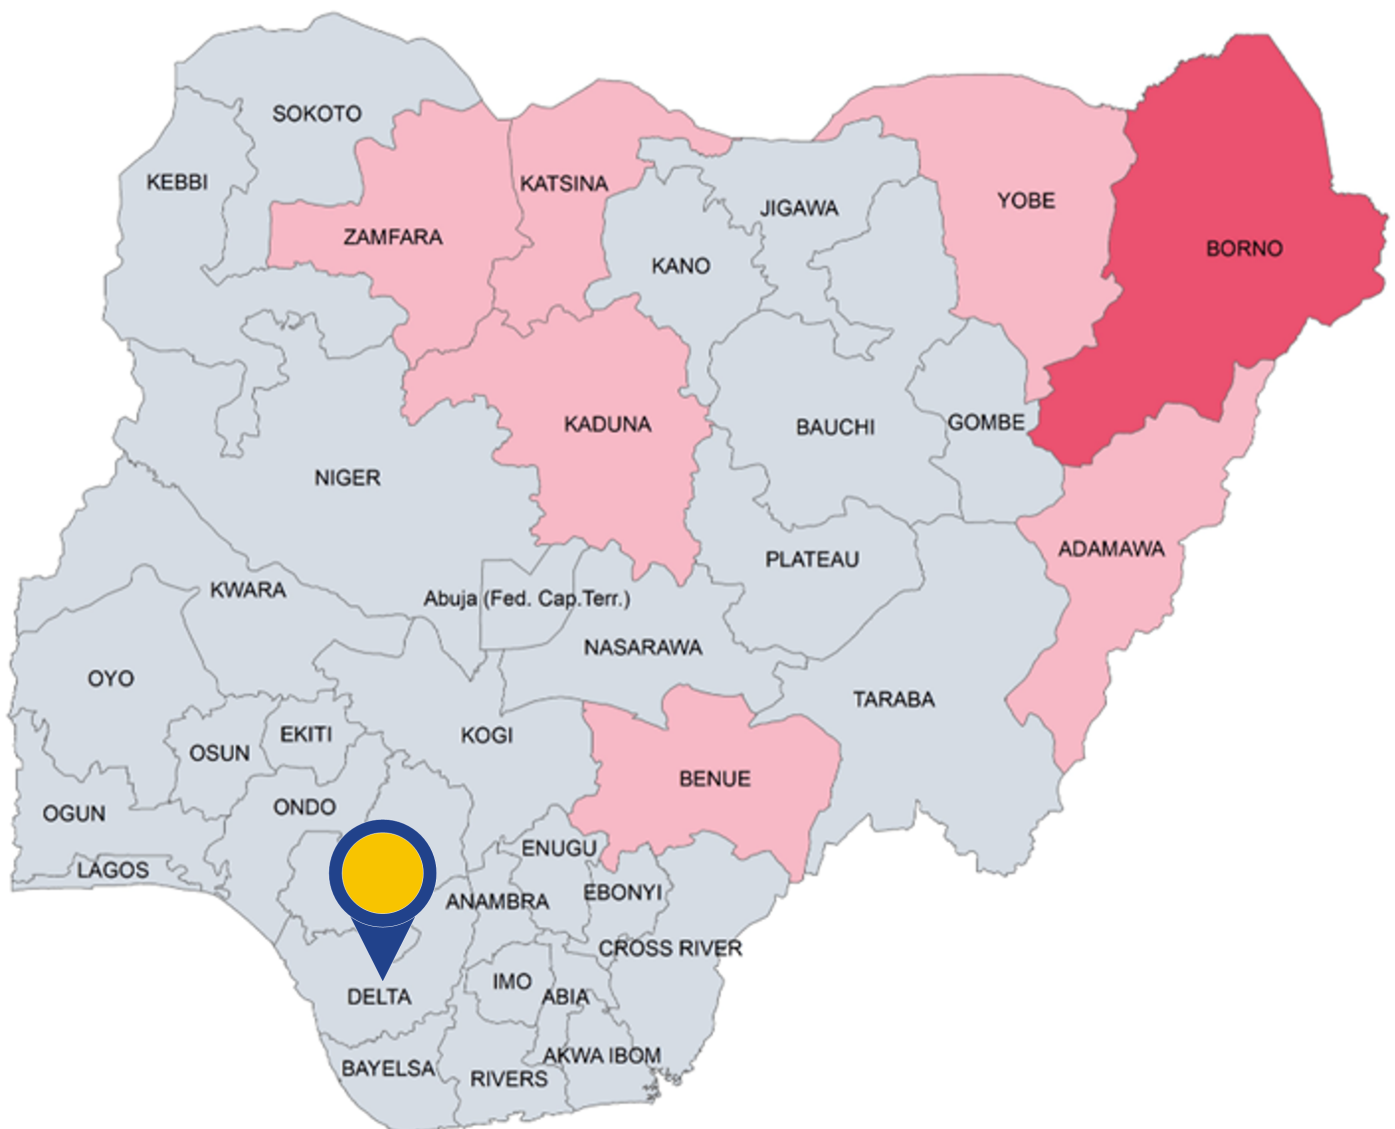 SOKOTO
KEBBI
KATSINA
YOBE
JIGAWA
ZAMFARA
BORNO
KANO
GOMBE
KADUNA
BAUCHI
NIGER
ADAMAWA
PLATEAU
KWARA
Abuja (Fed. Cap.Terr.)
NASARAWA
OYO
TARABA
EKITI
KOGI
OSUN
BENUE
ONDO
OGUN
ENUGU
LAGOS
EBONYI
ANAMBRA
CROSS RIVER
IMO
ABIA
DELTA
AKWA IBOM
BAYELSA
RIVERS